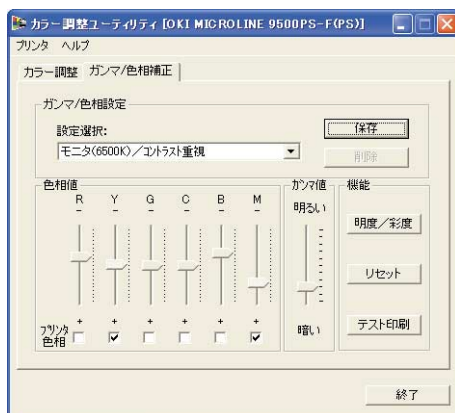 カラー調整ユーティリティ [OKI MICROLINE 9500PS-F(PS)]
プリンタ ヘルプ
カラー調整 ガンマ/色相補正
ガンマ/色相設定
設定選択:
モニタ(6500K)/コントラスト重視
保存
削除
色相値
R Y G C B M
- - - - - -
+ + + + + +
プリンタ
色相
ガンマ値
明るい
暗い
機能
明度/彩度
リセット
テスト印刷
終了